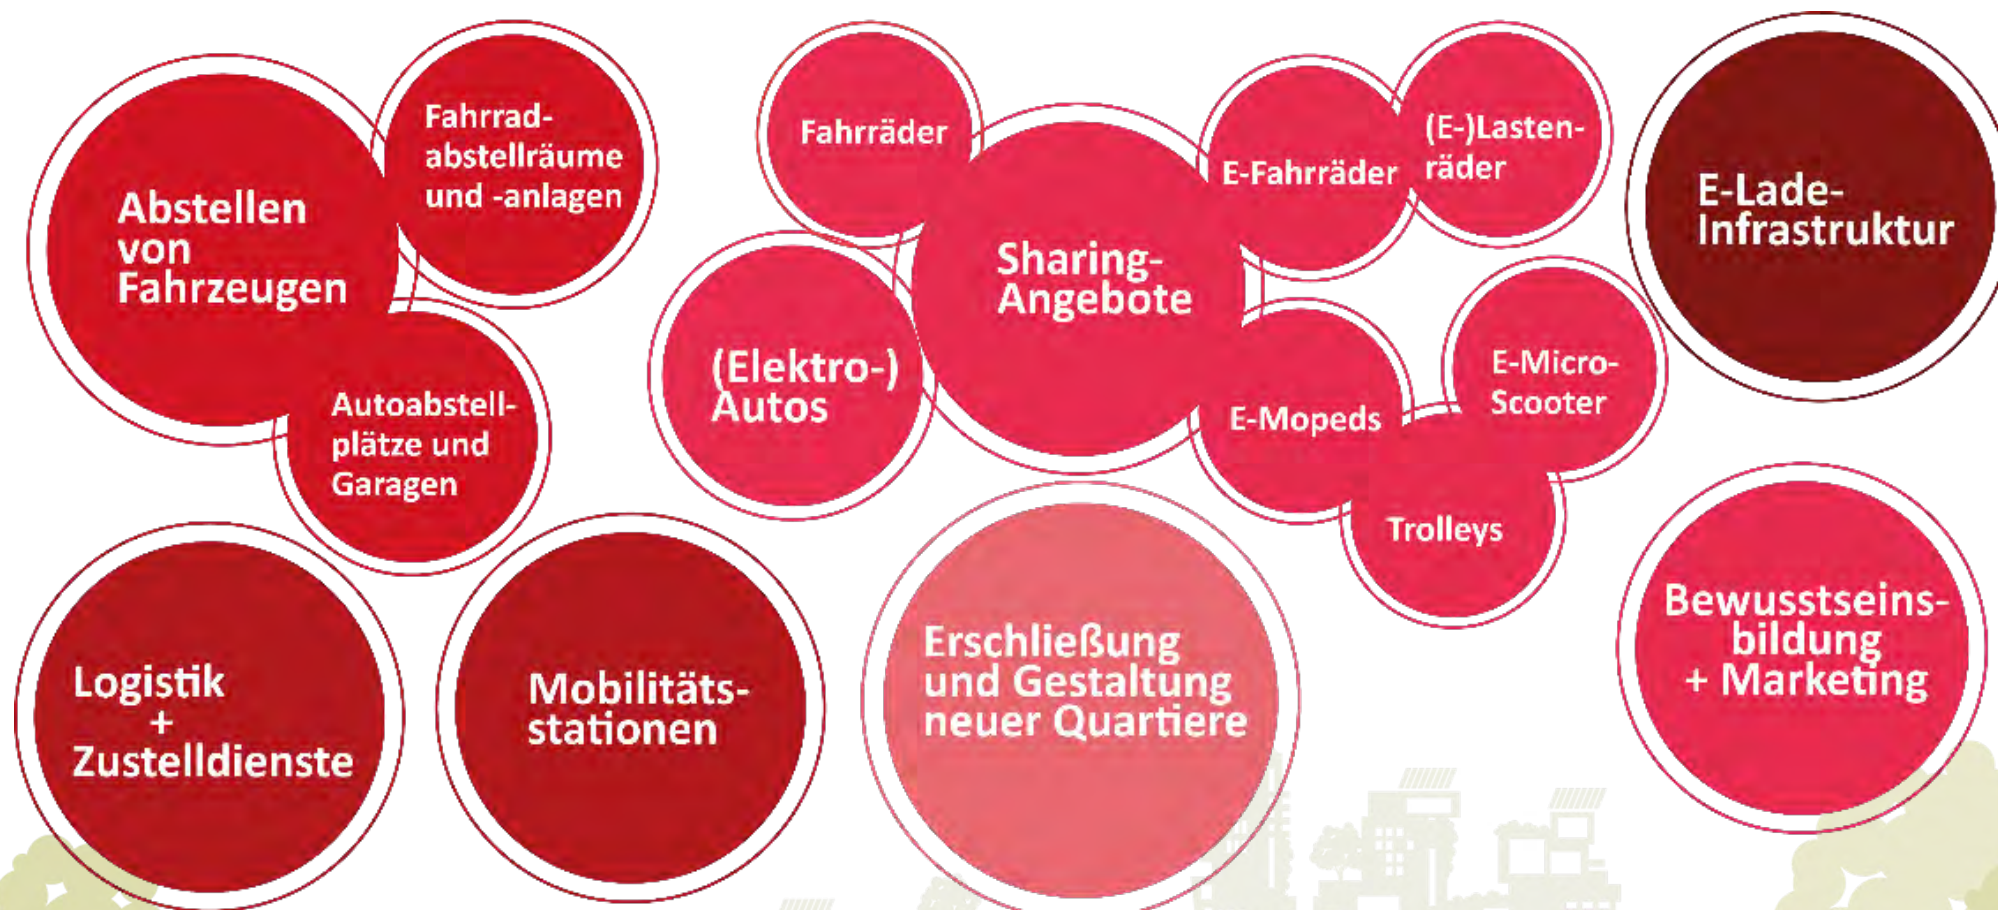 Abstellen
von
Fahrzeugen
Fahrrad-
abstellräume
und -anlagen
Autoabstell-
plätze und
Garagen
Fahrräder
(Elektro-)
Autos
Sharing-
Angebote
E-Fahrräder
(E-)Lasten-
räder
E-Mopeds
E-Micro-
Scooter
Trolleys
E-Lade-
Infrastruktur
Logistik
+
Zustelldienste
Mobilitäts-
stationen
Erschließung
und Gestaltung
neuer Quartiere
Bewusstseins-
bildung
+ Marketing